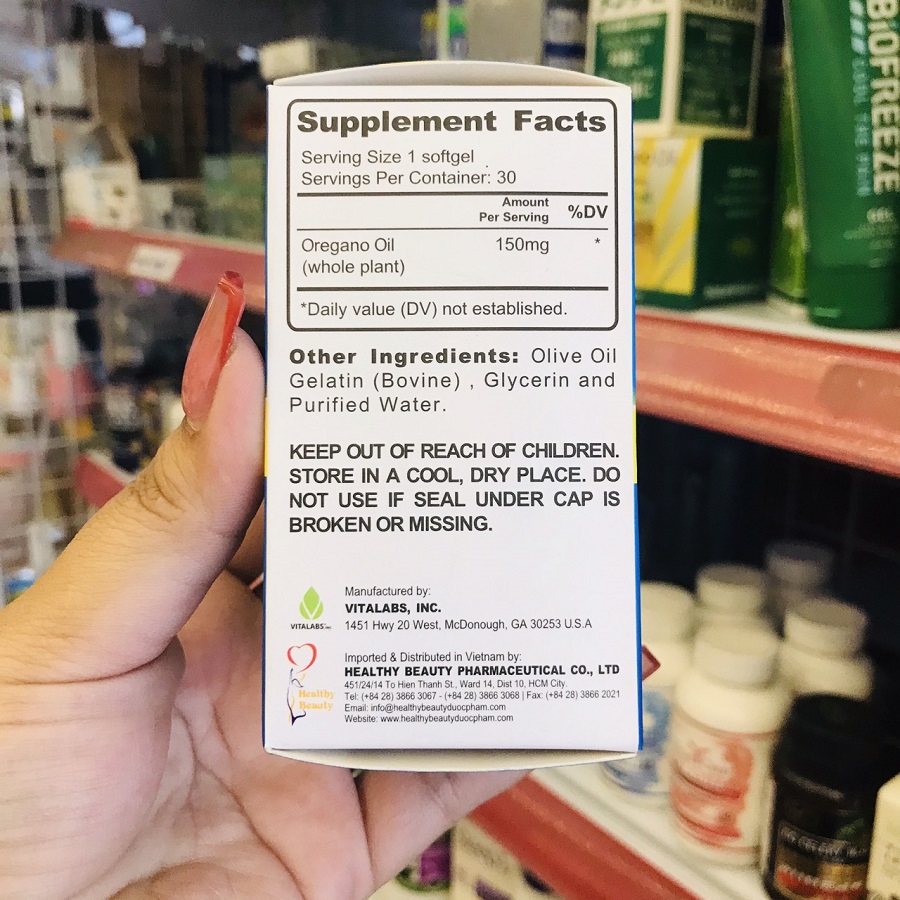 Supplement Facts
Serving Size 1 softgel
Servings Per Container: 30
Amount
Per Serving
%DV
Oregano Oil 150mg *
(whole plant)
*Daily value (DV) not established.
Other Ingredients: Olive Oil
Gelatin (Bovine) , Glycerin and
Purified Water.
KEEP OUT OF REACH OF CHILDREN.
STORE IN A COOL, DRY PLACE. DO
NOT USE IF SEAL UNDER CAP IS
BROKEN OR MISSING.
Manufactured by:
VITALABS, INC.
1451 Hwy 20 West, McDonough, GA 30253 U.S.A
VITALABS
Imported & Distributed in Vietnam by:
HEALTHY BEAUTY PHARMACEUTICAL CO., LTD
451/24/14 To Hien Thanh St., Ward 14, Dist 10, HCM City.
Tel: (+84 28) 3866 3067 - (+84 28) 3866 3068 | Fax: (+84 28) 3866 2021
Email: info@healthybeautyduocpham.com
Website: www.healthybeautyduocpham.com
Healthy
Beauty
BIOFREEZE
COOL THE PAIN
GEL